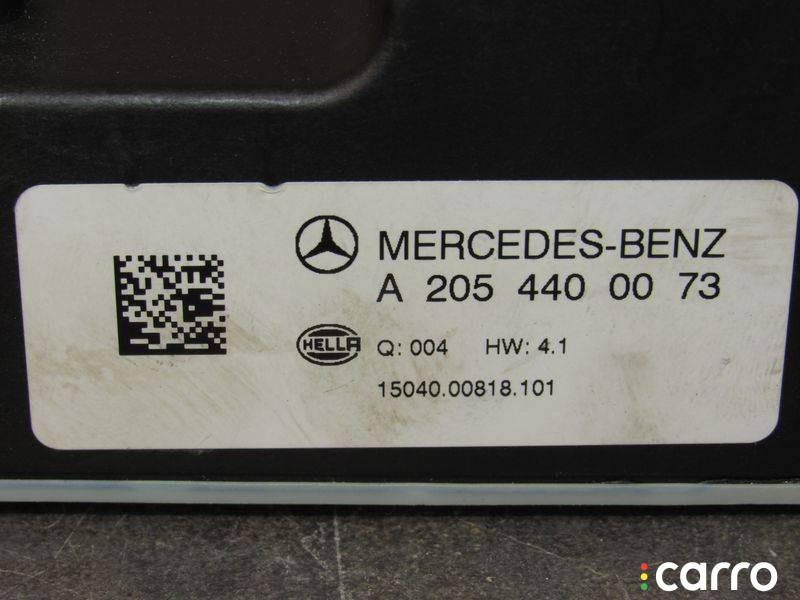 MERCEDES-BENZ
A 205 440 00 73
HELLA
Q: 004 HW: 4.1
15040.00818.101
carro